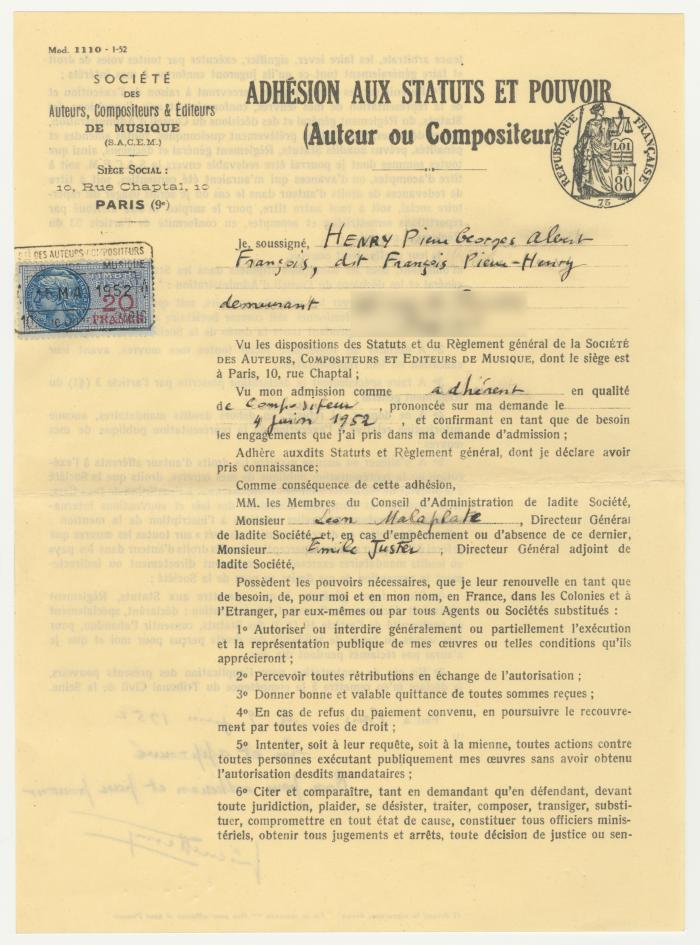 Mod. 1110 - I-52
SOCIÉTÉ
DES
Auteurs, Compositeurs & Éditeurs
DE MUSIQUE
(S.A.C.E.M.)
SIÈGE SOCIAL :
10, Rue Chaptal, 10
PARIS (9e)
ADHÉSION AUX STATUTS ET POUVOIR
(Auteur ou Compositeur)
RÉPUBLIQUE FRANÇAISE
LOI
F.
80
75
DES AUTEURS-COMPOSITEURS
MUSIQUE
1952
20
FRANCS
Je, soussigné, HENRY Pierre Georges Albert
François, dit François Pierre-Henry
demeurant
Vu les dispositions des Statuts et du Règlement général de la SOCIÉTÉ
DES AUTEURS, COMPOSITEURS ET EDITEURS DE MUSIQUE, dont le siège est
à Paris, 10, rue Chaptal ;
Vu mon admission comme adhérent en qualité
de Compositeur, prononcée sur ma demande le
4 juin 1952, et confirmant en tant que de besoin
les engagements que j'ai pris dans ma demande d'admission ;
Adhère auxdits Statuts et Règlement général, dont je déclare avoir
pris connaissance;
Comme conséquence de cette adhésion,
MM. les Membres du Conseil d'Administration de ladite Société,
Monsieur Léon Malaplate, Directeur Général
de ladite Société et, en cas d'empêchement ou d'absence de ce dernier,
Monsieur Emile Juster, Directeur Général adjoint de
ladite Société,
Possèdent les pouvoirs nécessaires, que je leur renouvelle en tant que
de besoin, de, pour moi et en mon nom, en France, dans les Colonies et à
l'Etranger, par eux-mêmes ou par tous Agents ou Sociétés substitués :
1° Autoriser ou interdire généralement ou partiellement l'exécution
et la représentation publique de mes œuvres ou telles conditions qu'ils
apprécieront ;
2° Percevoir toutes rétributions en échange de l'autorisation ;
3° Donner bonne et valable quittance de toutes sommes reçues ;
4° En cas de refus du paiement convenu, en poursuivre le recouvre-
ment par toutes voies de droit ;
5° Intenter, soit à leur requête, soit à la mienne, toutes actions contre
toutes personnes exécutant publiquement mes œuvres sans avoir obtenu
l'autorisation desdits mandataires ;
6° Citer et comparaître, tant en demandant qu'en défendant, devant
toute juridiction, plaider, se désister, traiter, composer, transiger, substi-
tuer, compromettre en tout état de cause, constituer tous officiers minis-
tériels, obtenir tous jugements et arrêts, toute décision de justice ou sen-